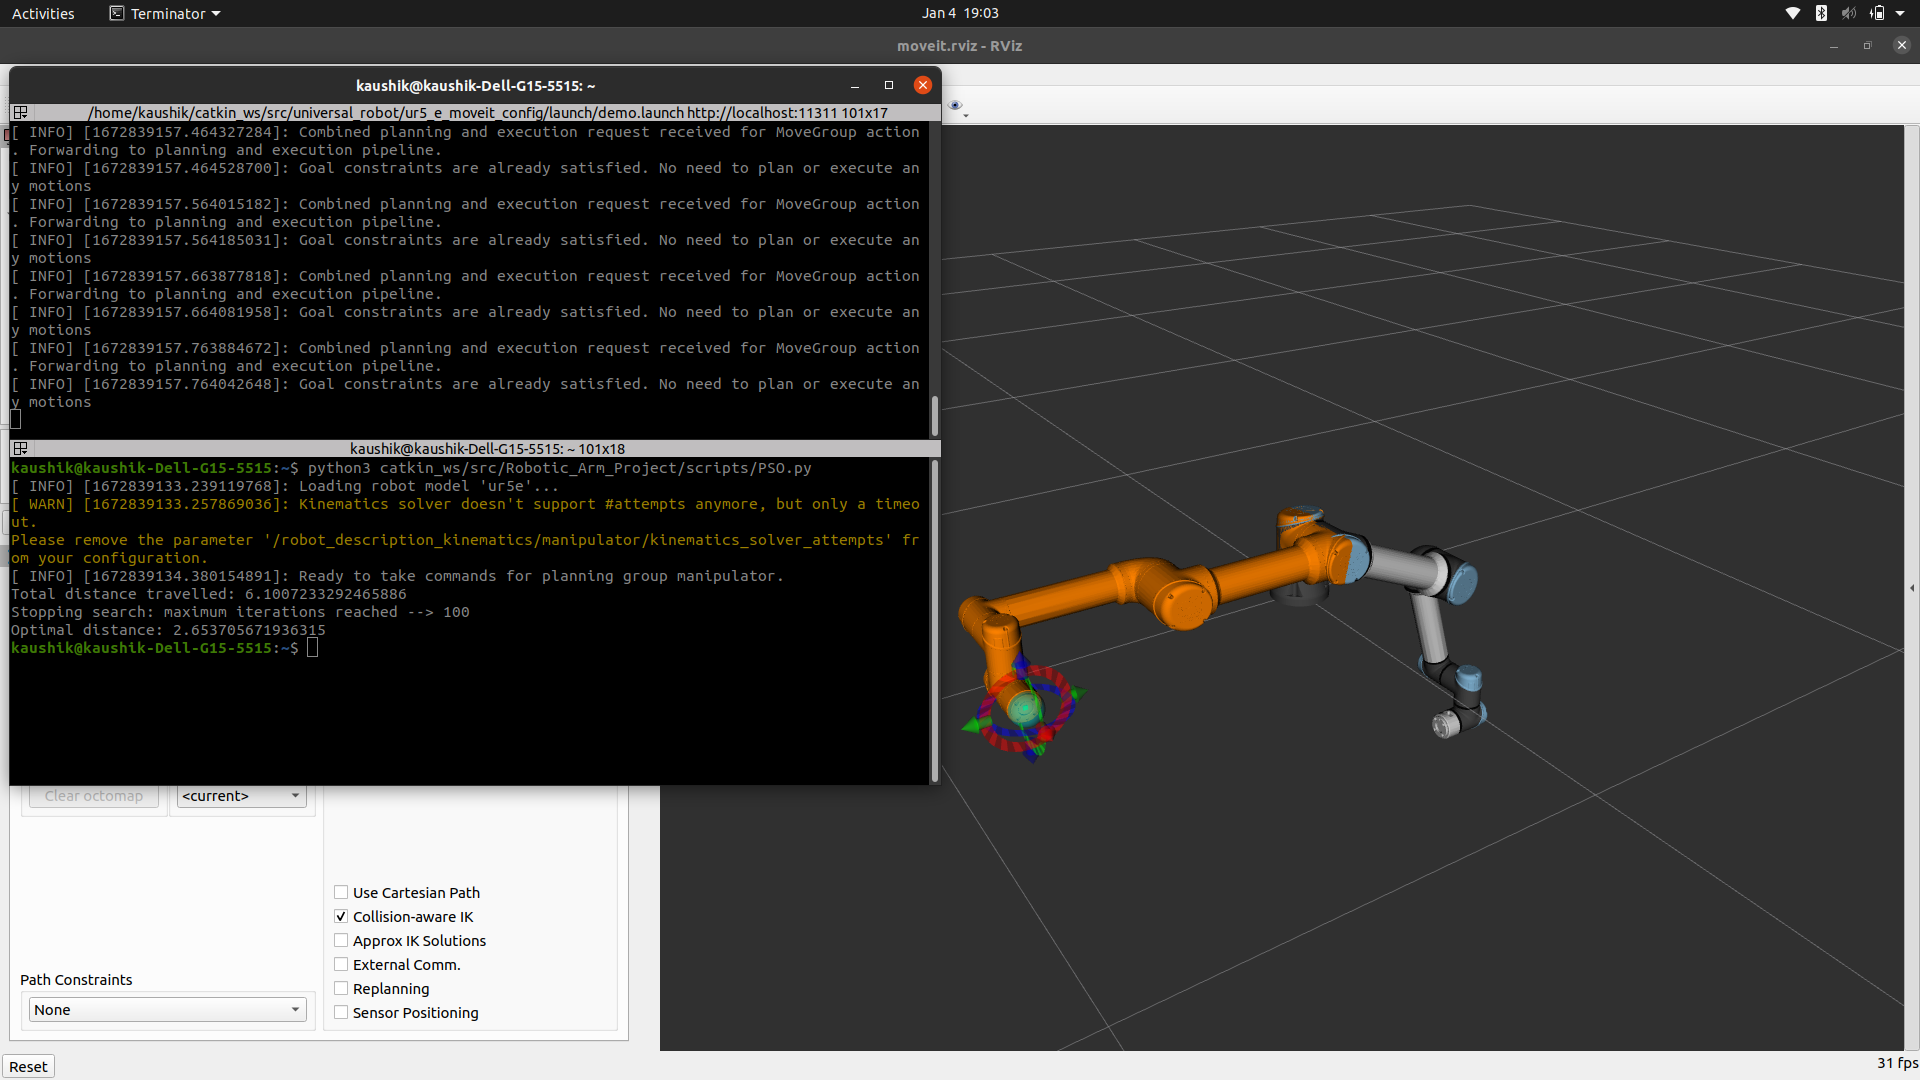 Activities
Terminator
Jan 4 19:03
moveit.rviz - RViz
kaushik@kaushik-Dell-G15-5515: ~
/home/kaushik/catkin_ws/src/universal_robot/ur5_e_moveit_config/launch/demo.launch http://localhost:11311 101x17
[ INFO] [1672839157.464327284]: Combined planning and execution request received for MoveGroup action
. Forwarding to planning and execution pipeline.
[ INFO] [1672839157.464528700]: Goal constraints are already satisfied. No need to plan or execute an
y motions
[ INFO] [1672839157.564015182]: Combined planning and execution request received for MoveGroup action
. Forwarding to planning and execution pipeline.
[ INFO] [1672839157.564185031]: Goal constraints are already satisfied. No need to plan or execute an
y motions
[ INFO] [1672839157.663877818]: Combined planning and execution request received for MoveGroup action
. Forwarding to planning and execution pipeline.
[ INFO] [1672839157.664081958]: Goal constraints are already satisfied. No need to plan or execute an
y motions
[ INFO] [1672839157.763884672]: Combined planning and execution request received for MoveGroup action
. Forwarding to planning and execution pipeline.
[ INFO] [1672839157.764042648]: Goal constraints are already satisfied. No need to plan or execute an
y motions
kaushik@kaushik-Dell-G15-5515: ~ 101x18
kaushik@kaushik-Dell-G15-5515:~$ python3 catkin_ws/src/Robotic_Arm_Project/scripts/PSO.py
[ INFO] [1672839133.239119768]: Loading robot model 'ur5e'...
[ WARN] [1672839133.257869036]: Kinematics solver doesn't support #attempts anymore, but only a timeo
ut.
Please remove the parameter '/robot_description_kinematics/manipulator/kinematics_solver_attempts' fr
om your configuration.
[ INFO] [1672839134.380154891]: Ready to take commands for planning group manipulator.
Total distance travelled: 6.1007233292465886
Stopping search: maximum iterations reached --> 100
Optimal distance: 2.653705671936315
kaushik@kaushik-Dell-G15-5515:~$
Clear octomap
<current>
Use Cartesian Path
Collision-aware IK
Approx IK Solutions
External Comm.
Replanning
Sensor Positioning
Path Constraints
None
Reset
31 fps